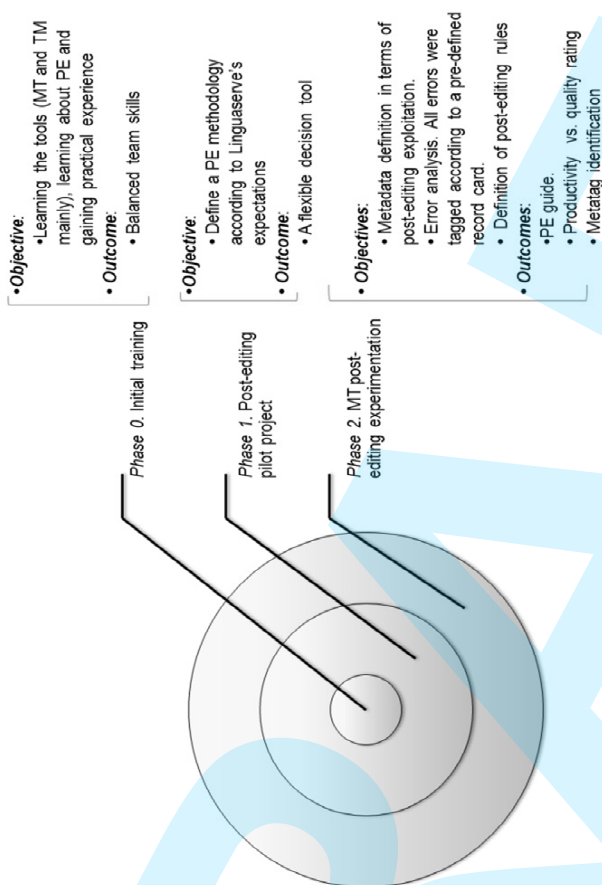 Phase 0. Initial training
• Objective:
• Learning the tools (MT and TM
mainly), learning about PE and
gaining practical experience
• Outcome:
• Balanced team skills
Phase 1. Post-editing
pilot project
• Objective:
• Define a PE methodology
according to Linguaserve's
expectations
• Outcome:
• A flexible decision tool
Phase 2. MT post-
editing experimentation
• Objectives:
• Metadata definition in terms of
post-editing exploitation.
• Error analysis. All errors were
tagged according to a pre-defined
record card.
• Definition of post-editing rules
• Outcomes:
•PE guide.
• Productivity vs. quality rating
• Metatag identification